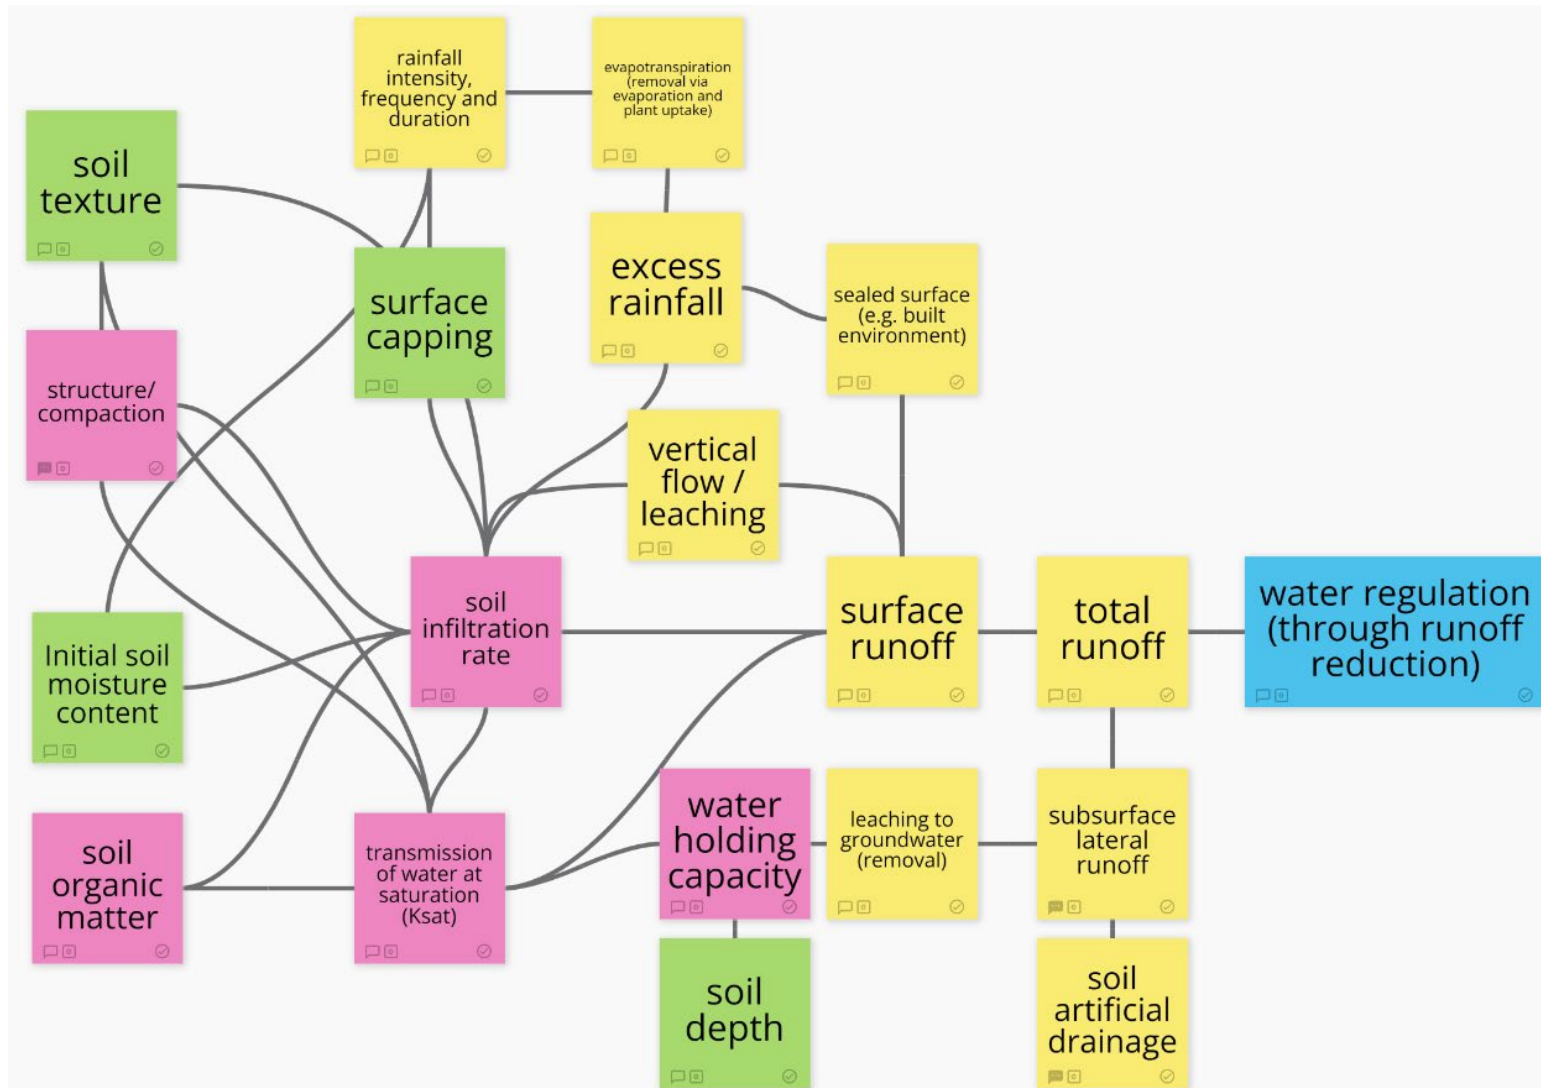 rainfall
intensity,
frequency and
duration
evapotranspiration
(removal via
evaporation and
plant uptake)
soil
texture
surface
capping
excess
rainfall
sealed surface
(e.g. built
environment)
structure/
compaction
vertical
flow /
leaching
Initial soil
moisture
content
soil
infiltration
rate
surface
runoff
total
runoff
water regulation
(through runoff
reduction)
soil
organic
matter
transmission
of water at
saturation
(Ksat)
water
holding
capacity
leaching to
groundwater
(removal)
subsurface
lateral
runoff
soil
depth
soil
artificial
drainage